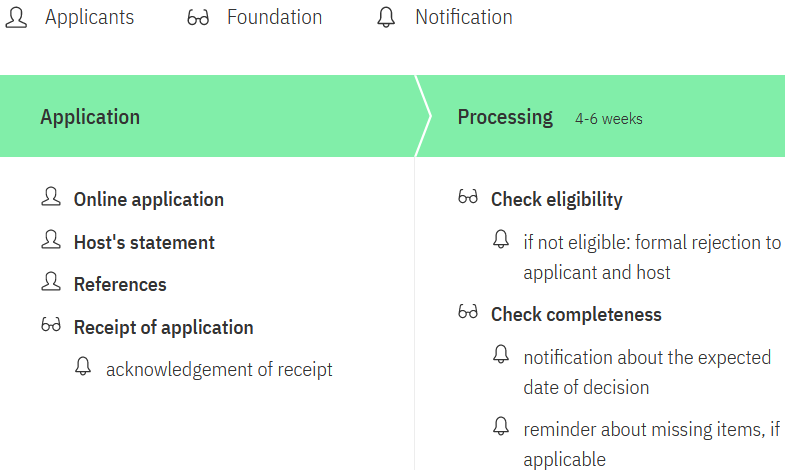 Applicants Foundation Notification
Application
Online application
Host's statement
References
Receipt of application
acknowledgement of receipt
Processing 4-6 weeks
Check eligibility
if not eligible: formal rejection to
applicant and host
Check completeness
notification about the expected
date of decision
reminder about missing items, if
applicable